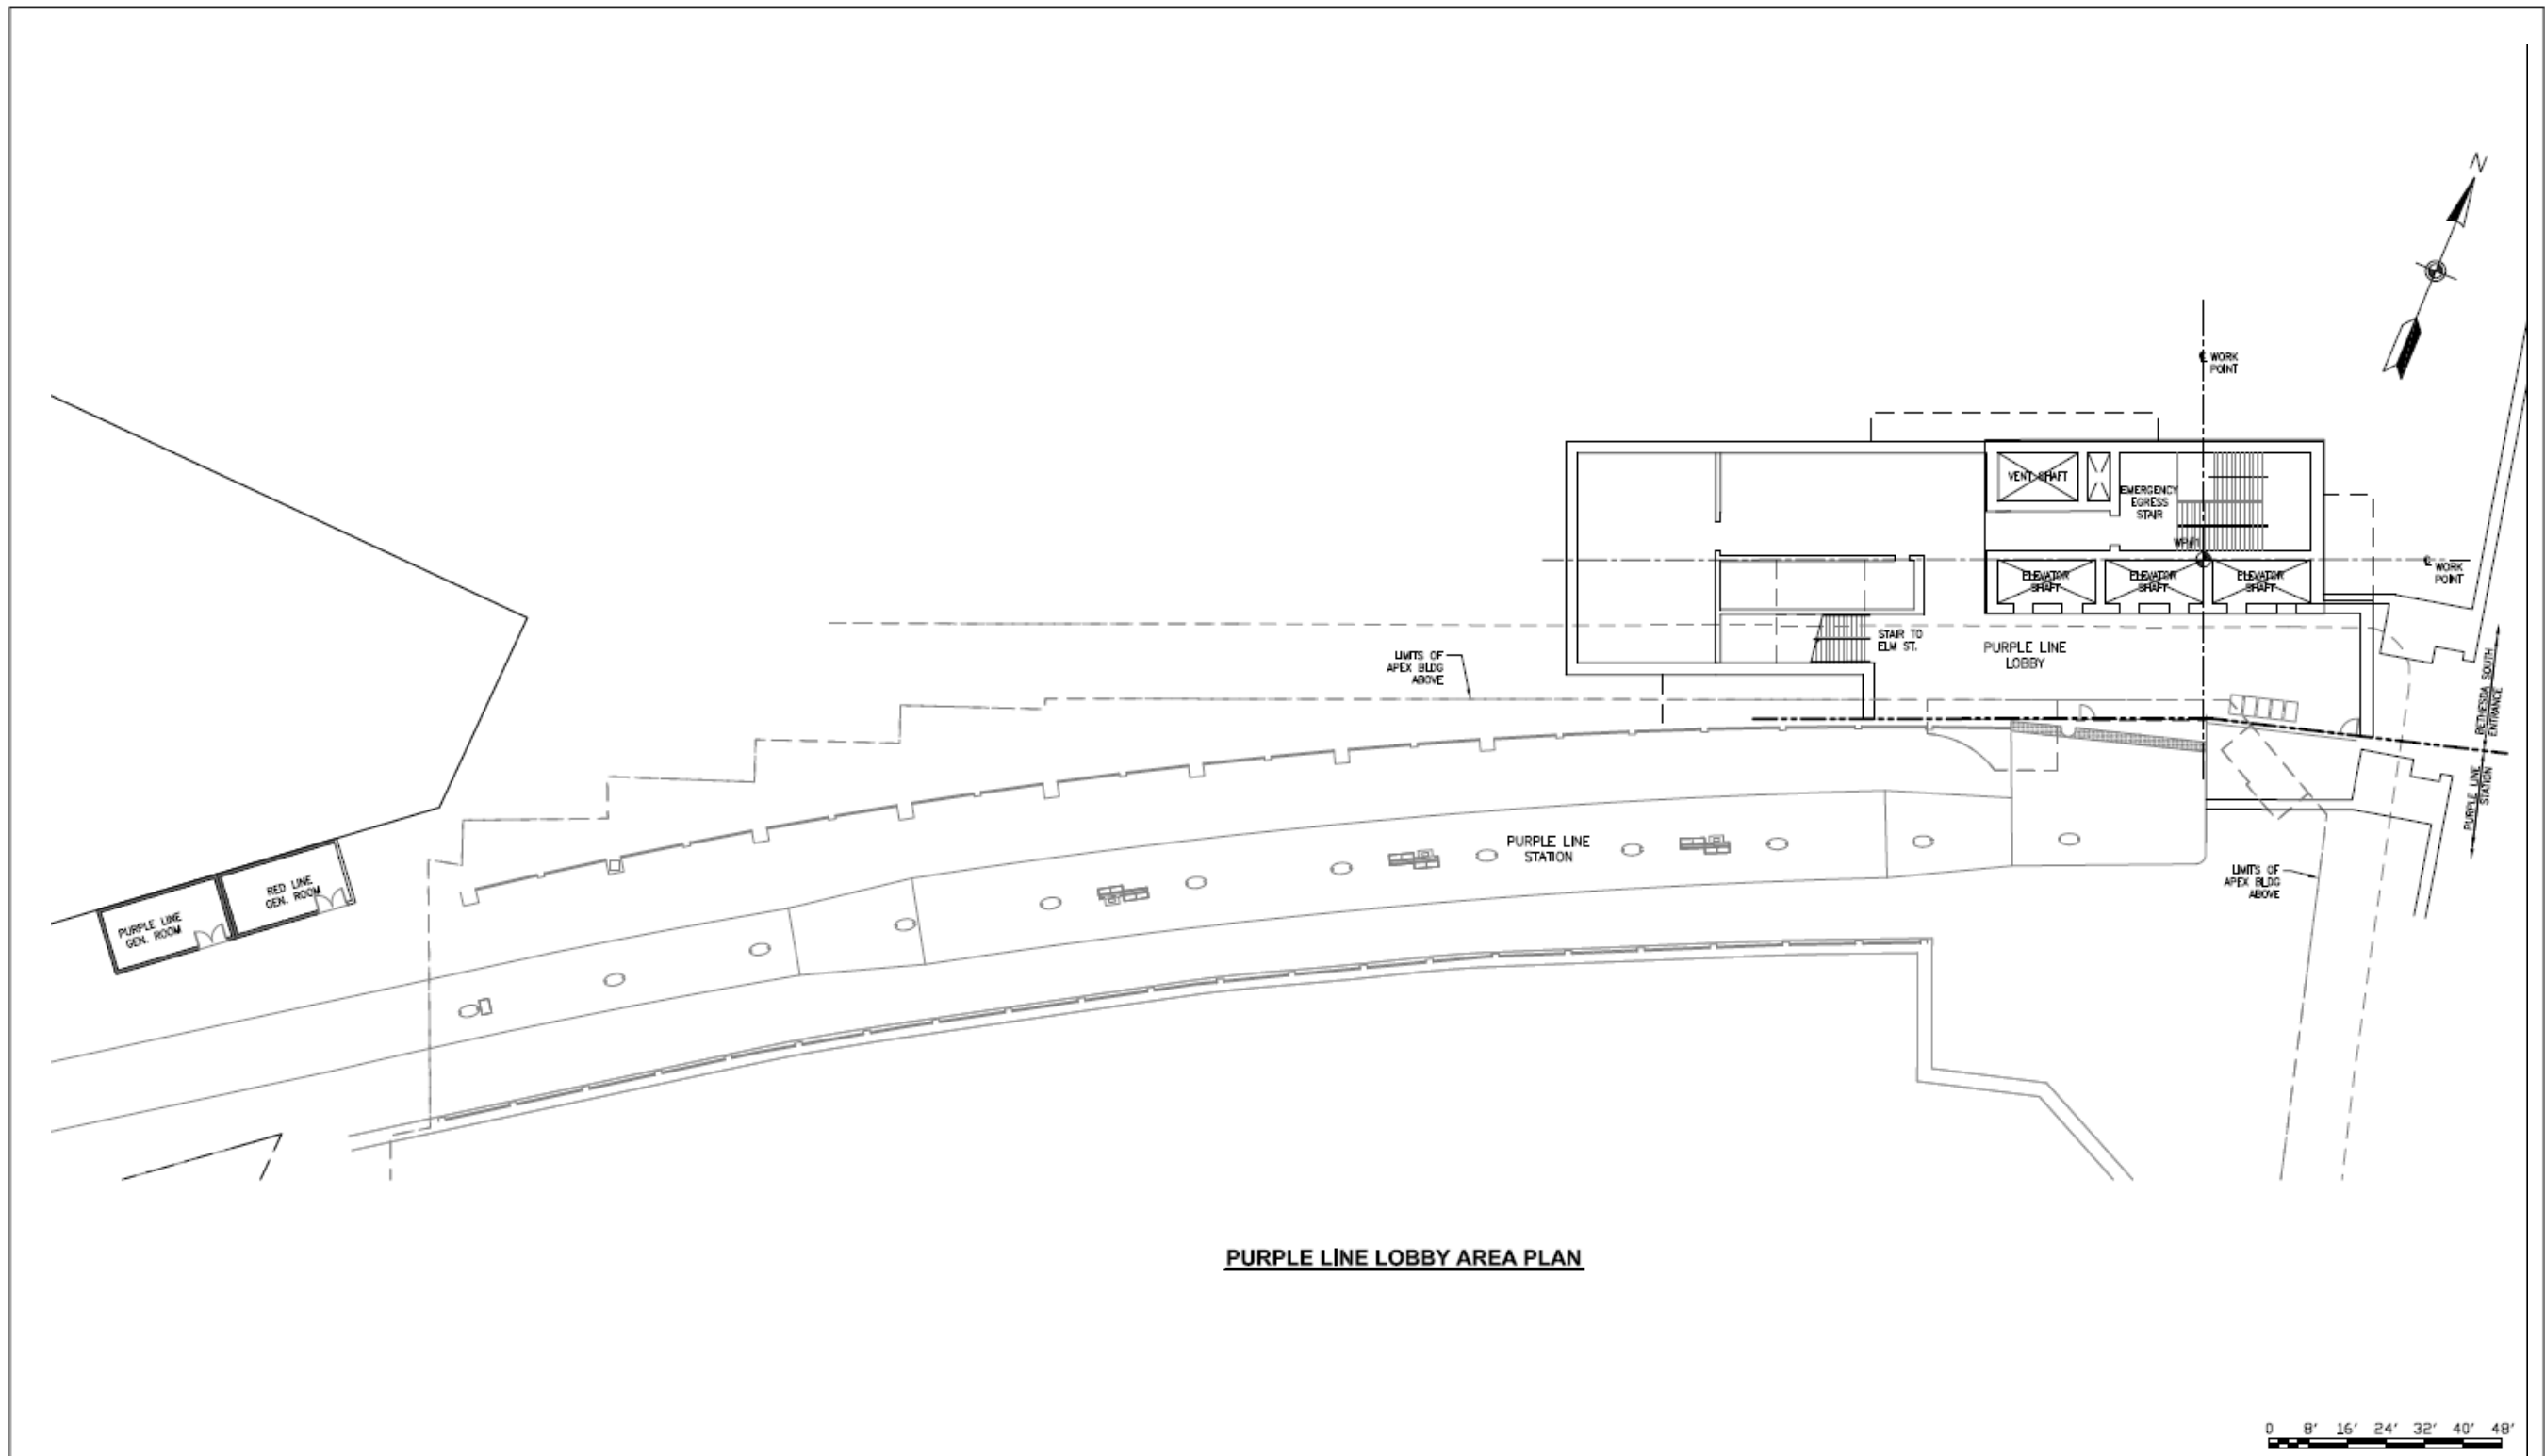 N
WORK
POINT
VENT SHAFT
EMERGENCY
EGRESS
STAIR
WP#1
WORK
POINT
ELEVATOR
SHAFT
ELEVATOR
SHAFT
ELEVATOR
SHAFT
STAIR TO
ELM ST.
PURPLE LINE
LOBBY
LIMITS OF
APEX BLDG
ABOVE
BETHESDA SOUTH
ENTRANCE
PURPLE LINE
STATION
PURPLE LINE
STATION
LIMITS OF
APEX BLDG
ABOVE
RED LINE
GEN. ROOM
PURPLE LINE
GEN. ROOM
PURPLE LINE LOBBY AREA PLAN
0 8' 16' 24' 32' 40' 48'